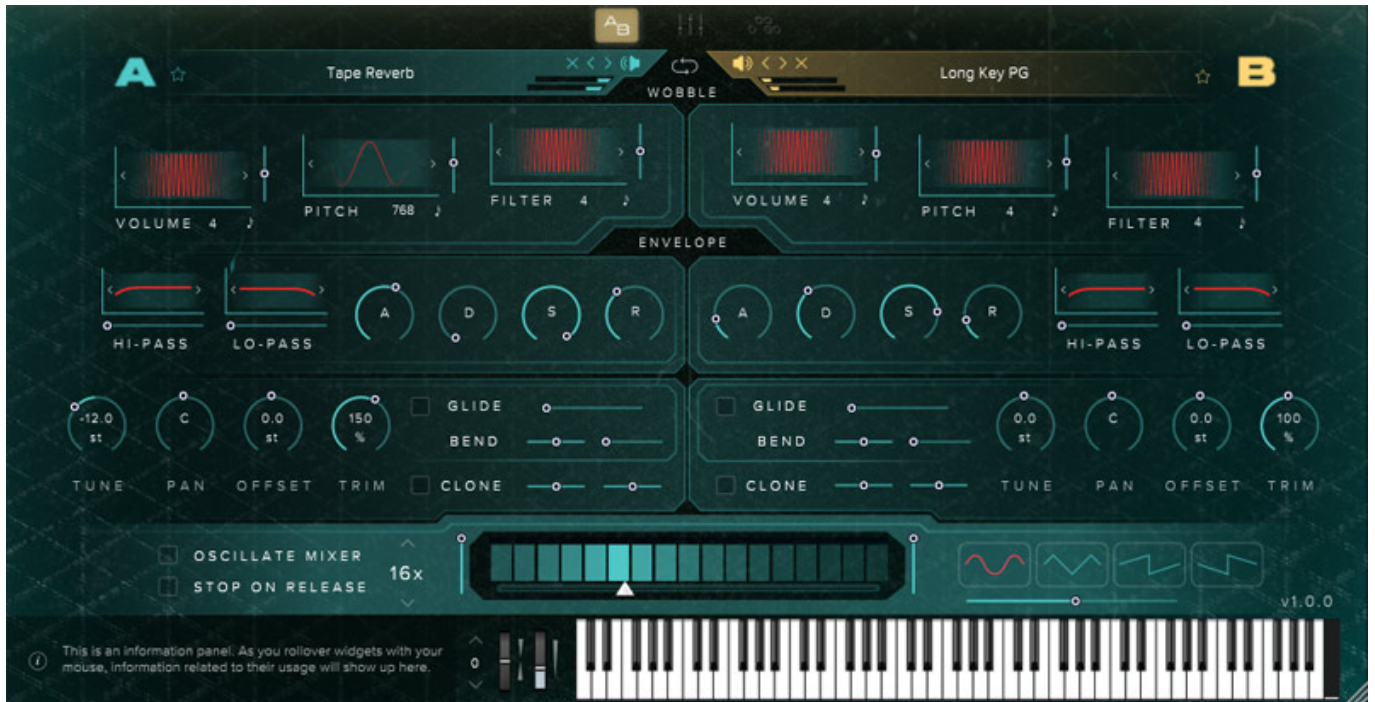 A B
A Tape Reverb Long Key PG B
WOBBLE
VOLUME 4 PITCH 768 FILTER 4 VOLUME 4 PITCH 4 FILTER 4
ENVELOPE
A D S R A D S R
HI-PASS LO-PASS HI-PASS LO-PASS
GLIDE GLIDE
-12.0 st C 0.0 st 150 % 0.0 st C 0.0 st 100 %
BEND BEND
TUNE PAN OFFSET TRIM CLONE CLONE TUNE PAN OFFSET TRIM
OSCILLATE MIXER
16x
STOP ON RELEASE
v1.0.0
i This is an information panel. As you rollover widgets with your
mouse, information related to their usage will show up here.
0